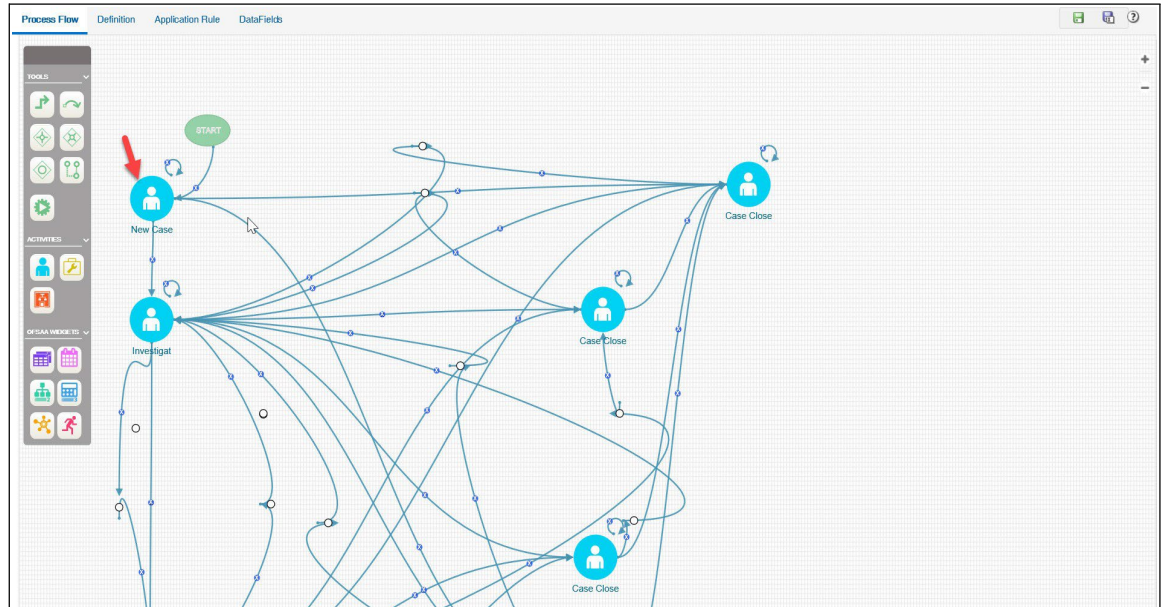 Process Flow Definition Application Rule DataFields
TOOLS
START
New Case
Case Close
ACTIVITIES
Investigat
Case Close
OFSAA WIDGETS
Case Close